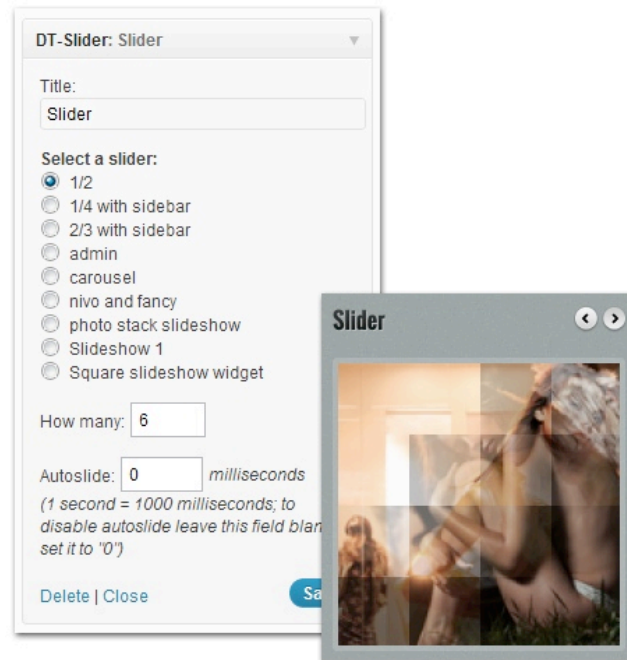 DT-Slider: Slider
Title:
Slider
Select a slider:
1/2
1/4 with sidebar
2/3 with sidebar
admin
carousel
nivo and fancy
photo stack slideshow
Slideshow 1
Square slideshow widget
How many: 6
Autoslide: 0 milliseconds
(1 second = 1000 milliseconds; to
disable autoslide leave this field
set it to "0")
Delete | Close
Slider